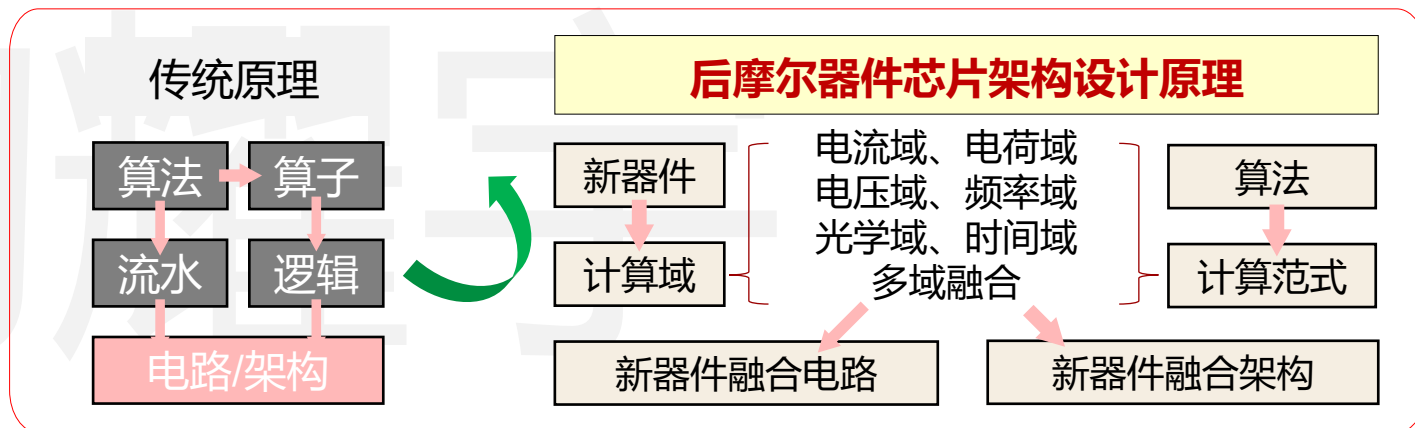 传统原理
算法
算子
流水
逻辑
电路/架构
后摩尔器件芯片架构设计原理
新器件
计算域
电流域、电荷域
电压域、频率域
光学域、时间域
多域融合
算法
计算范式
新器件融合电路
新器件融合架构